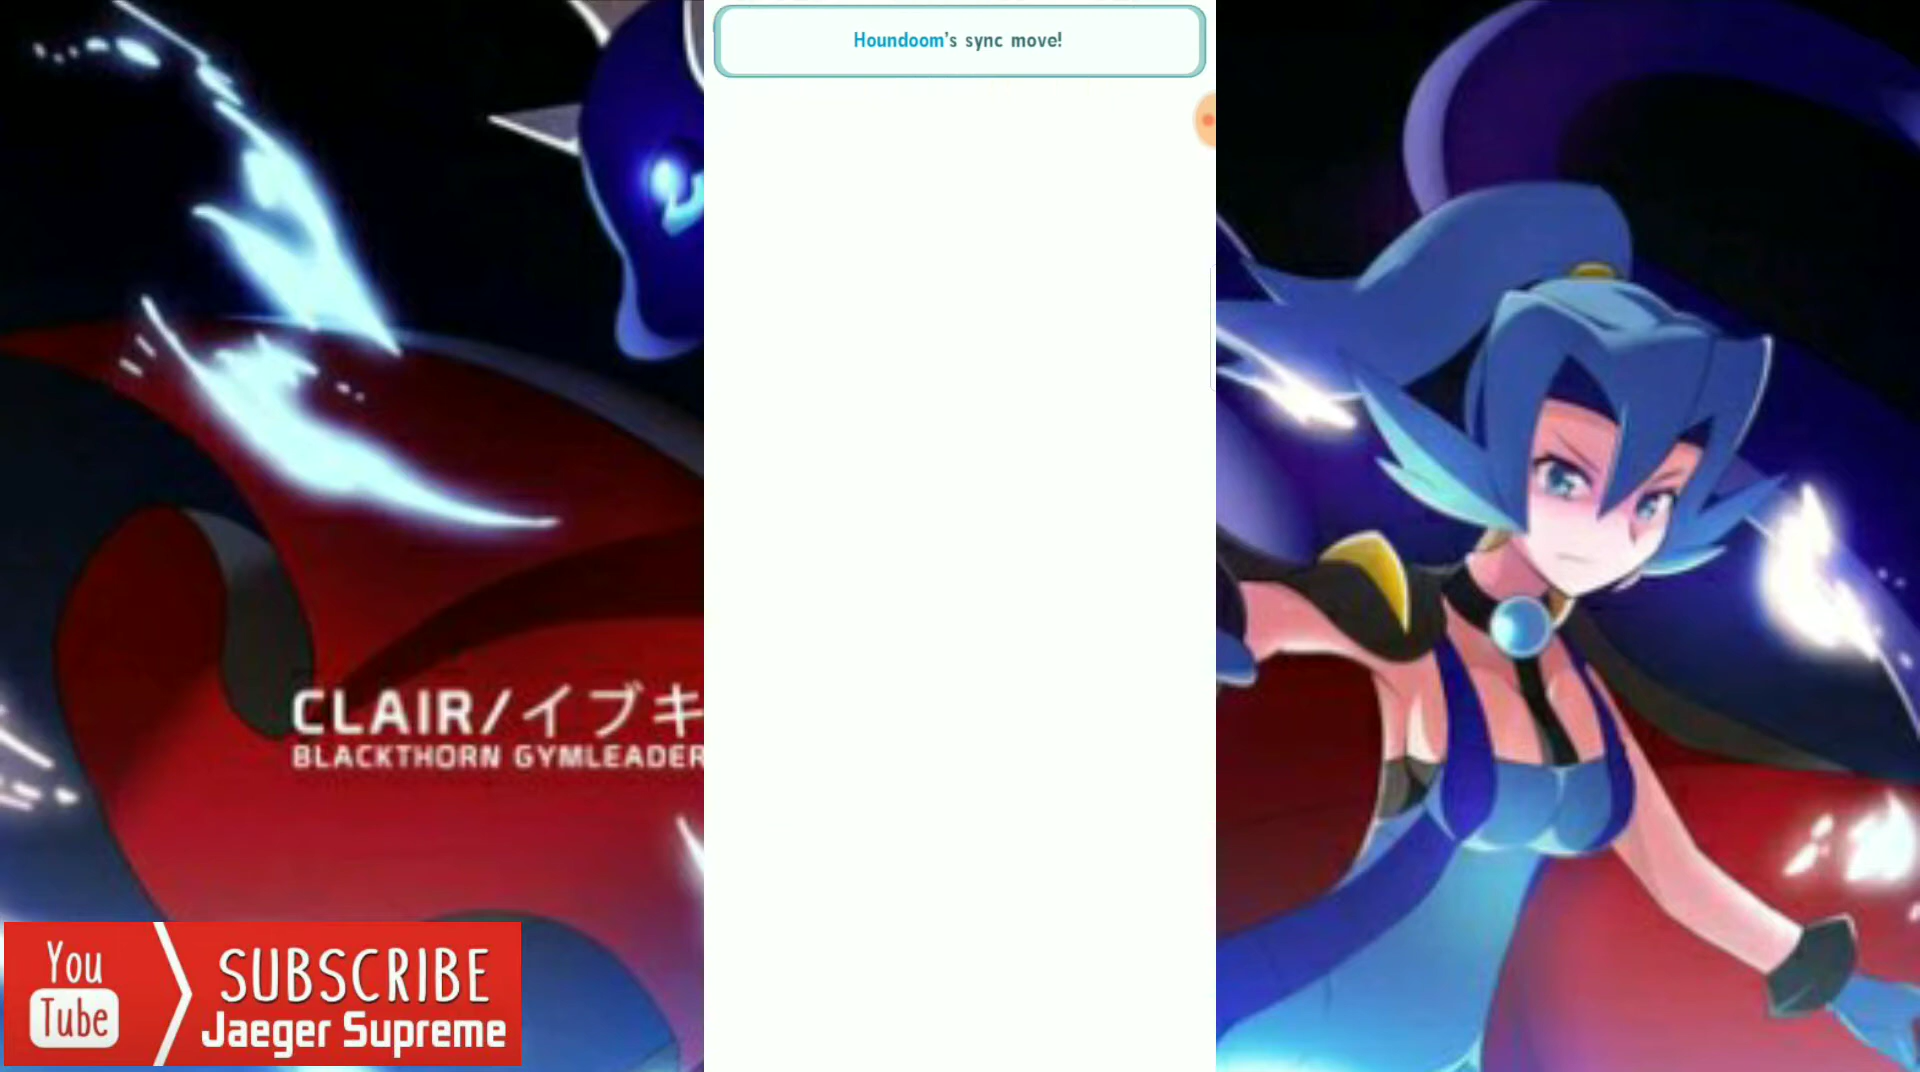 Houndoom's sync move!
CLAIR/イブキ
BLACKTHORN GYMLEADER
You
Tube
SUBSCRIBE
Jaeger Supreme